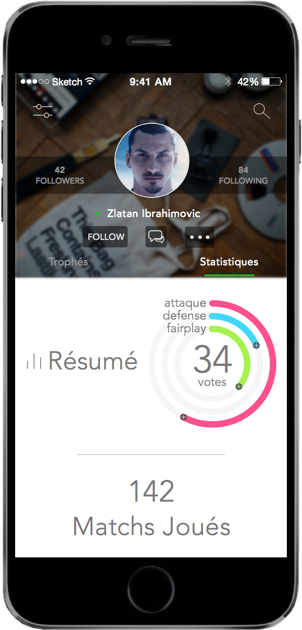 Sketch 9:41 AM 42%
42 84
FOLLOWERS FOLLOWING
Zlatan Ibrahimovic
FOLLOW
Trophés Statistiques
attaque
defense
fairplay
Résumé 34
votes
142
Matchs Joués